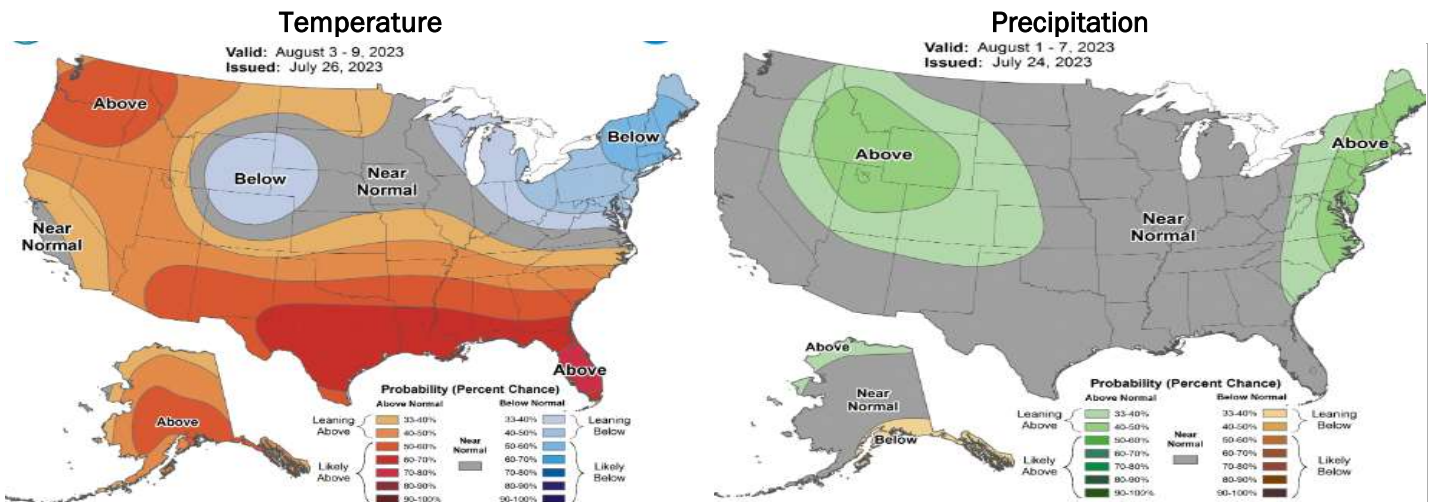 Temperature
Valid: August 3 - 9, 2023
Issued: July 26, 2023
Above
Below
Near
Normal
Below
Near
Normal
Above
Above
Probability (Percent Chance)
Above Normal
Below Normal
Leaning
Above
33-40%
40-50%
50-60%
60-70%
70-80%
80-90%
90-100%
Likely
Above
Near
Normal
33-40%
40-50%
50-60%
60-70%
70-80%
80-90%
90-100%
Leaning
Below
Likely
Below
Precipitation
Valid: August 1 - 7, 2023
Issued: July 24, 2023
Above
Above
Near
Normal
Above
Near
Normal
Below
Probability (Percent Chance)
Above Normal
Below Normal
Leaning
Above
33-40%
40-50%
50-60%
60-70%
70-80%
80-90%
90-100%
Likely
Above
Near
Normal
33-40%
40-50%
50-60%
60-70%
70-80%
80-90%
90-100%
Leaning
Below
Likely
Below